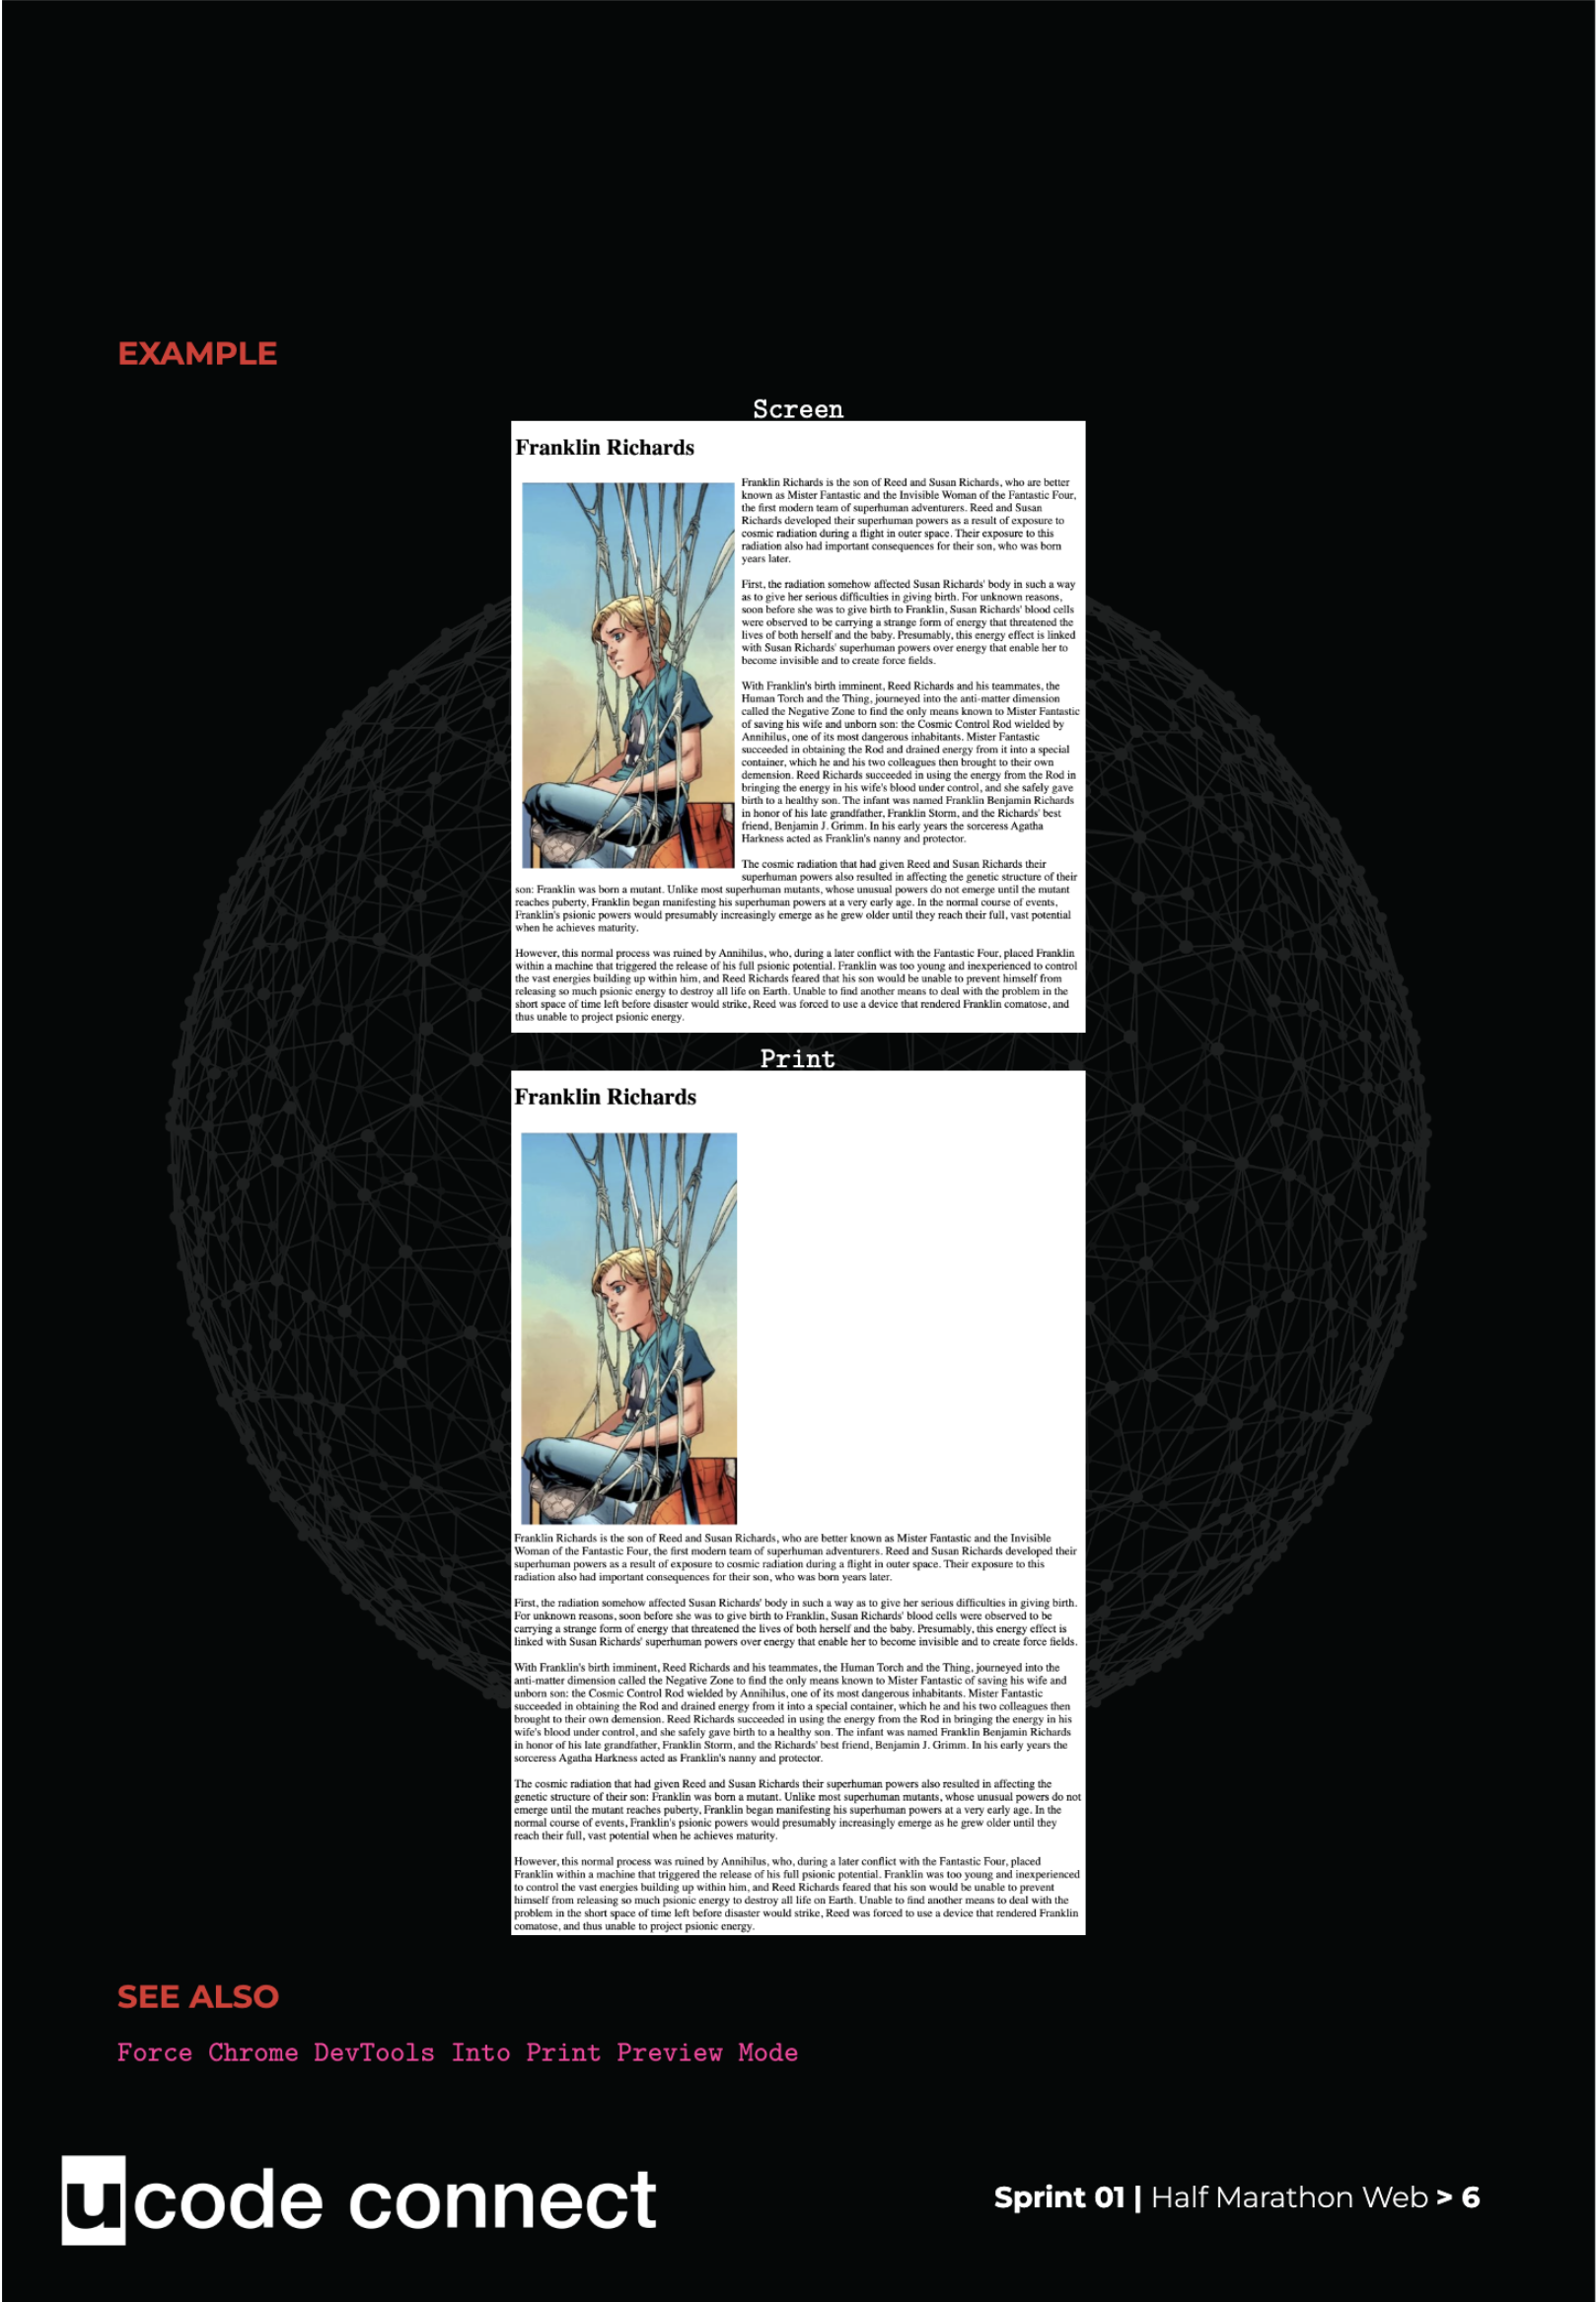 EXAMPLE
Screen
Franklin Richards
Franklin Richards is the son of Reed and Susan Richards, who are better
known as Mister Fantastic and the Invisible Woman of the Fantastic Four,
the first modern team of superhuman adventurers. Reed and Susan
Richards developed their superhuman powers as a result of exposure to
cosmic radiation during a flight in outer space. Their exposure to this
radiation also had important consequences for their son, who was born
years later.
First, the radiation somehow affected Susan Richards' body in such a way
as to give her serious difficulties in giving birth. For unknown reasons,
soon before she was to give birth to Franklin, Susan Richards' blood cells
were observed to be carrying a strange form of energy that threatened the
lives of both herself and the baby. Presumably, this energy effect is linked
with Susan Richards' superhuman powers over energy that enable her to
become invisible and to create force fields.
With Franklin's birth imminent, Reed Richards and his teammates, the
Human Torch and the Thing, journeyed into the anti-matter dimension
called the Negative Zone to find the only means known to Mister Fantastic
of saving his wife and unborn son: the Cosmic Control Rod wielded by
Annihilus, one of its most dangerous inhabitants. Mister Fantastic
succeeded in obtaining the Rod and drained energy from it into a special
container, which he and his two colleagues then brought to their own
demension. Reed Richards succeeded in using the energy from the Rod in
bringing the energy in his wife's blood under control, and she safely gave
birth to a healthy son. The infant was named Franklin Benjamin Richards
in honor of his late grandfather, Franklin Storm, and the Richards' best
friend, Benjamin J. Grimm. In his early years the sorceress Agatha
Harkness acted as Franklin's nanny and protector.
The cosmic radiation that had given Reed and Susan Richards their
superhuman powers also resulted in affecting the genetic structure of their
son: Franklin was born a mutant. Unlike most superhuman mutants, whose unusual powers do not emerge until the mutant
reaches puberty, Franklin began manifesting his superhuman powers at a very early age. In the normal course of events,
Franklin's psionic powers would presumably increasingly emerge as he grew older until they reach their full, vast potential
when he achieves maturity.
However, this normal process was ruined by Annihilus, who, during a later conflict with the Fantastic Four, placed Franklin
within a machine that triggered the release of his full psionic potential. Franklin was too young and inexperienced to control
the vast energies building up within him, and Reed Richards feared that his son would be unable to prevent himself from
releasing so much psionic energy to destroy all life on Earth. Unable to find another means to deal with the problem in the
short space of time left before disaster would strike, Reed was forced to use a device that rendered Franklin comatose, and
thus unable to project psionic energy.
Print
Franklin Richards
Franklin Richards is the son of Reed and Susan Richards, who are better known as Mister Fantastic and the Invisible
Woman of the Fantastic Four, the first modern team of superhuman adventurers. Reed and Susan Richards developed their
superhuman powers as a result of exposure to cosmic radiation during a flight in outer space. Their exposure to this
radiation also had important consequences for their son, who was born years later.
First, the radiation somehow affected Susan Richards' body in such a way as to give her serious difficulties in giving birth.
For unknown reasons, soon before she was to give birth to Franklin, Susan Richards' blood cells were observed to be
carrying a strange form of energy that threatened the lives of both herself and the baby. Presumably, this energy effect is
linked with Susan Richards' superhuman powers over energy that enable her to become invisible and to create force fields.
With Franklin's birth imminent, Reed Richards and his teammates, the Human Torch and the Thing, journeyed into the
anti-matter dimension called the Negative Zone to find the only means known to Mister Fantastic of saving his wife and
unborn son: the Cosmic Control Rod wielded by Annihilus, one of its most dangerous inhabitants. Mister Fantastic
succeeded in obtaining the Rod and drained energy from it into a special container, which he and his two colleagues then
brought to their own demension. Reed Richards succeeded in using the energy from the Rod in bringing the energy in his
wife's blood under control, and she safely gave birth to a healthy son. The infant was named Franklin Benjamin Richards
in honor of his late grandfather, Franklin Storm, and the Richards' best friend, Benjamin J. Grimm. In his early years the
sorceress Agatha Harkness acted as Franklin's nanny and protector.
The cosmic radiation that had given Reed and Susan Richards their superhuman powers also resulted in affecting the
genetic structure of their son: Franklin was born a mutant. Unlike most superhuman mutants, whose unusual powers do not
emerge until the mutant reaches puberty, Franklin began manifesting his superhuman powers at a very early age. In the
normal course of events, Franklin's psionic powers would presumably increasingly emerge as he grew older until they
reach their full, vast potential when he achieves maturity.
However, this normal process was ruined by Annihilus, who, during a later conflict with the Fantastic Four, placed
Franklin within a machine that triggered the release of his full psionic potential. Franklin was too young and inexperienced
to control the vast energies building up within him, and Reed Richards feared that his son would be unable to prevent
himself from releasing so much psionic energy to destroy all life on Earth. Unable to find another means to deal with the
problem in the short space of time left before disaster would strike, Reed was forced to use a device that rendered Franklin
comatose, and thus unable to project psionic energy.
SEE ALSO
Force Chrome DevTools Into Print Preview Mode
ucode connect
Sprint 01 | Half Marathon Web > 6